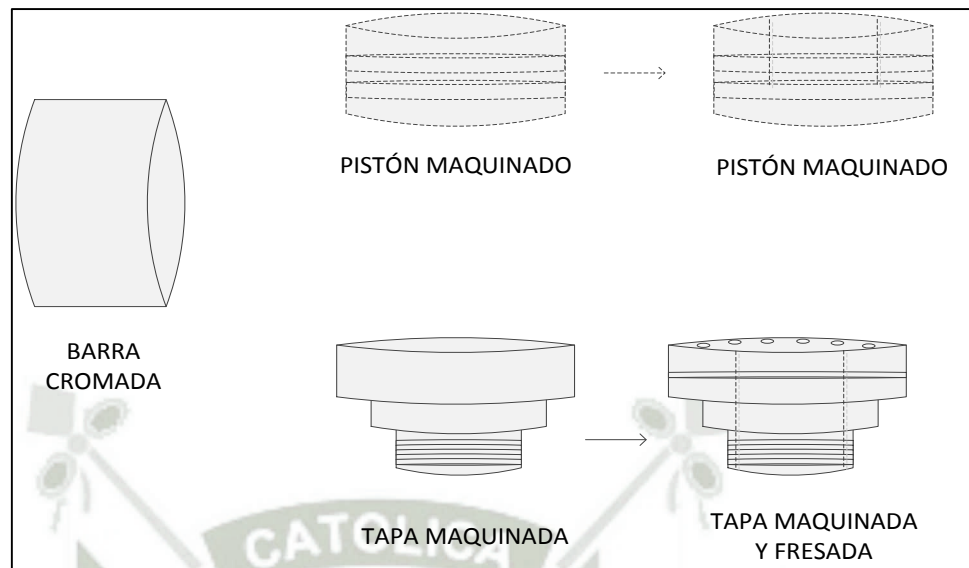 PISTÓN MAQUINADO
PISTÓN MAQUINADO
BARRA
CROMADA
TAPA MAQUINADA
TAPA MAQUINADA
Y FRESADA
CATOLICA